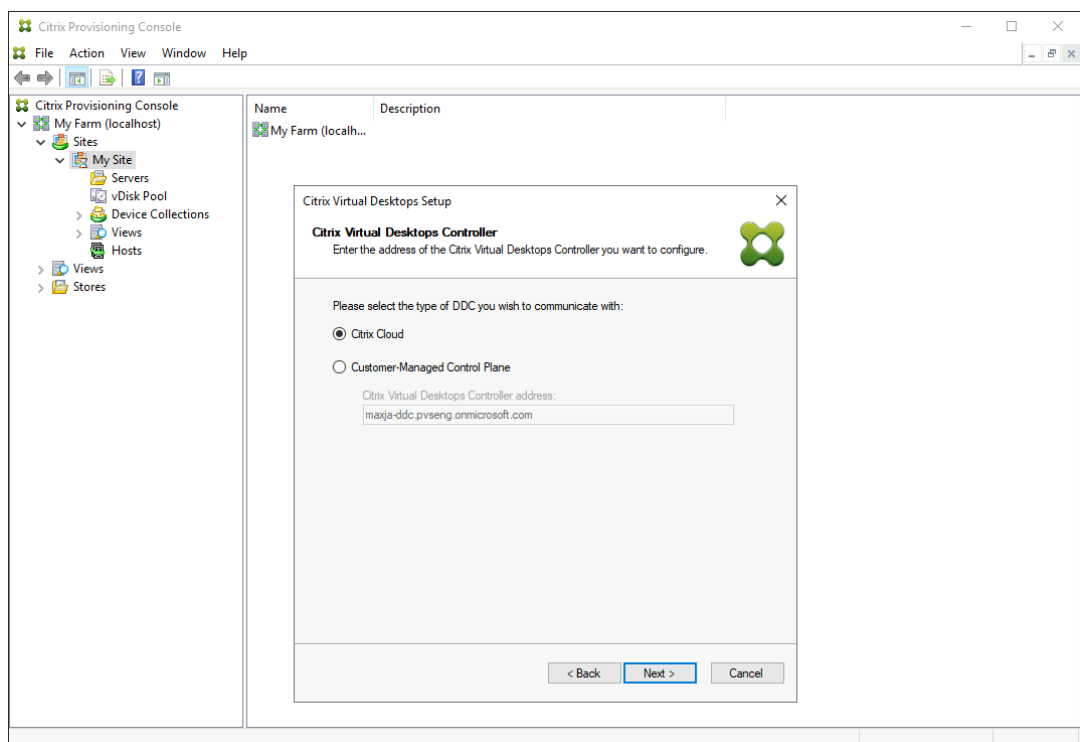 Citrix Provisioning Console
File Action View Window Help
Citrix Provisioning Console
My Farm (localhost)
Sites
My Site
Servers
vDisk Pool
Device Collections
Views
Hosts
Views
Stores
Name Description
My Farm (localh...
Citrix Virtual Desktops Setup
Citrix Virtual Desktops Controller
Enter the address of the Citrix Virtual Desktops Controller you want to configure.
Please select the type of DDC you wish to communicate with:
Citrix Cloud
Customer-Managed Control Plane
Citrix Virtual Desktops Controller address:
maxja-ddc.pvseng.onmicrosoft.com
< Back Next > Cancel